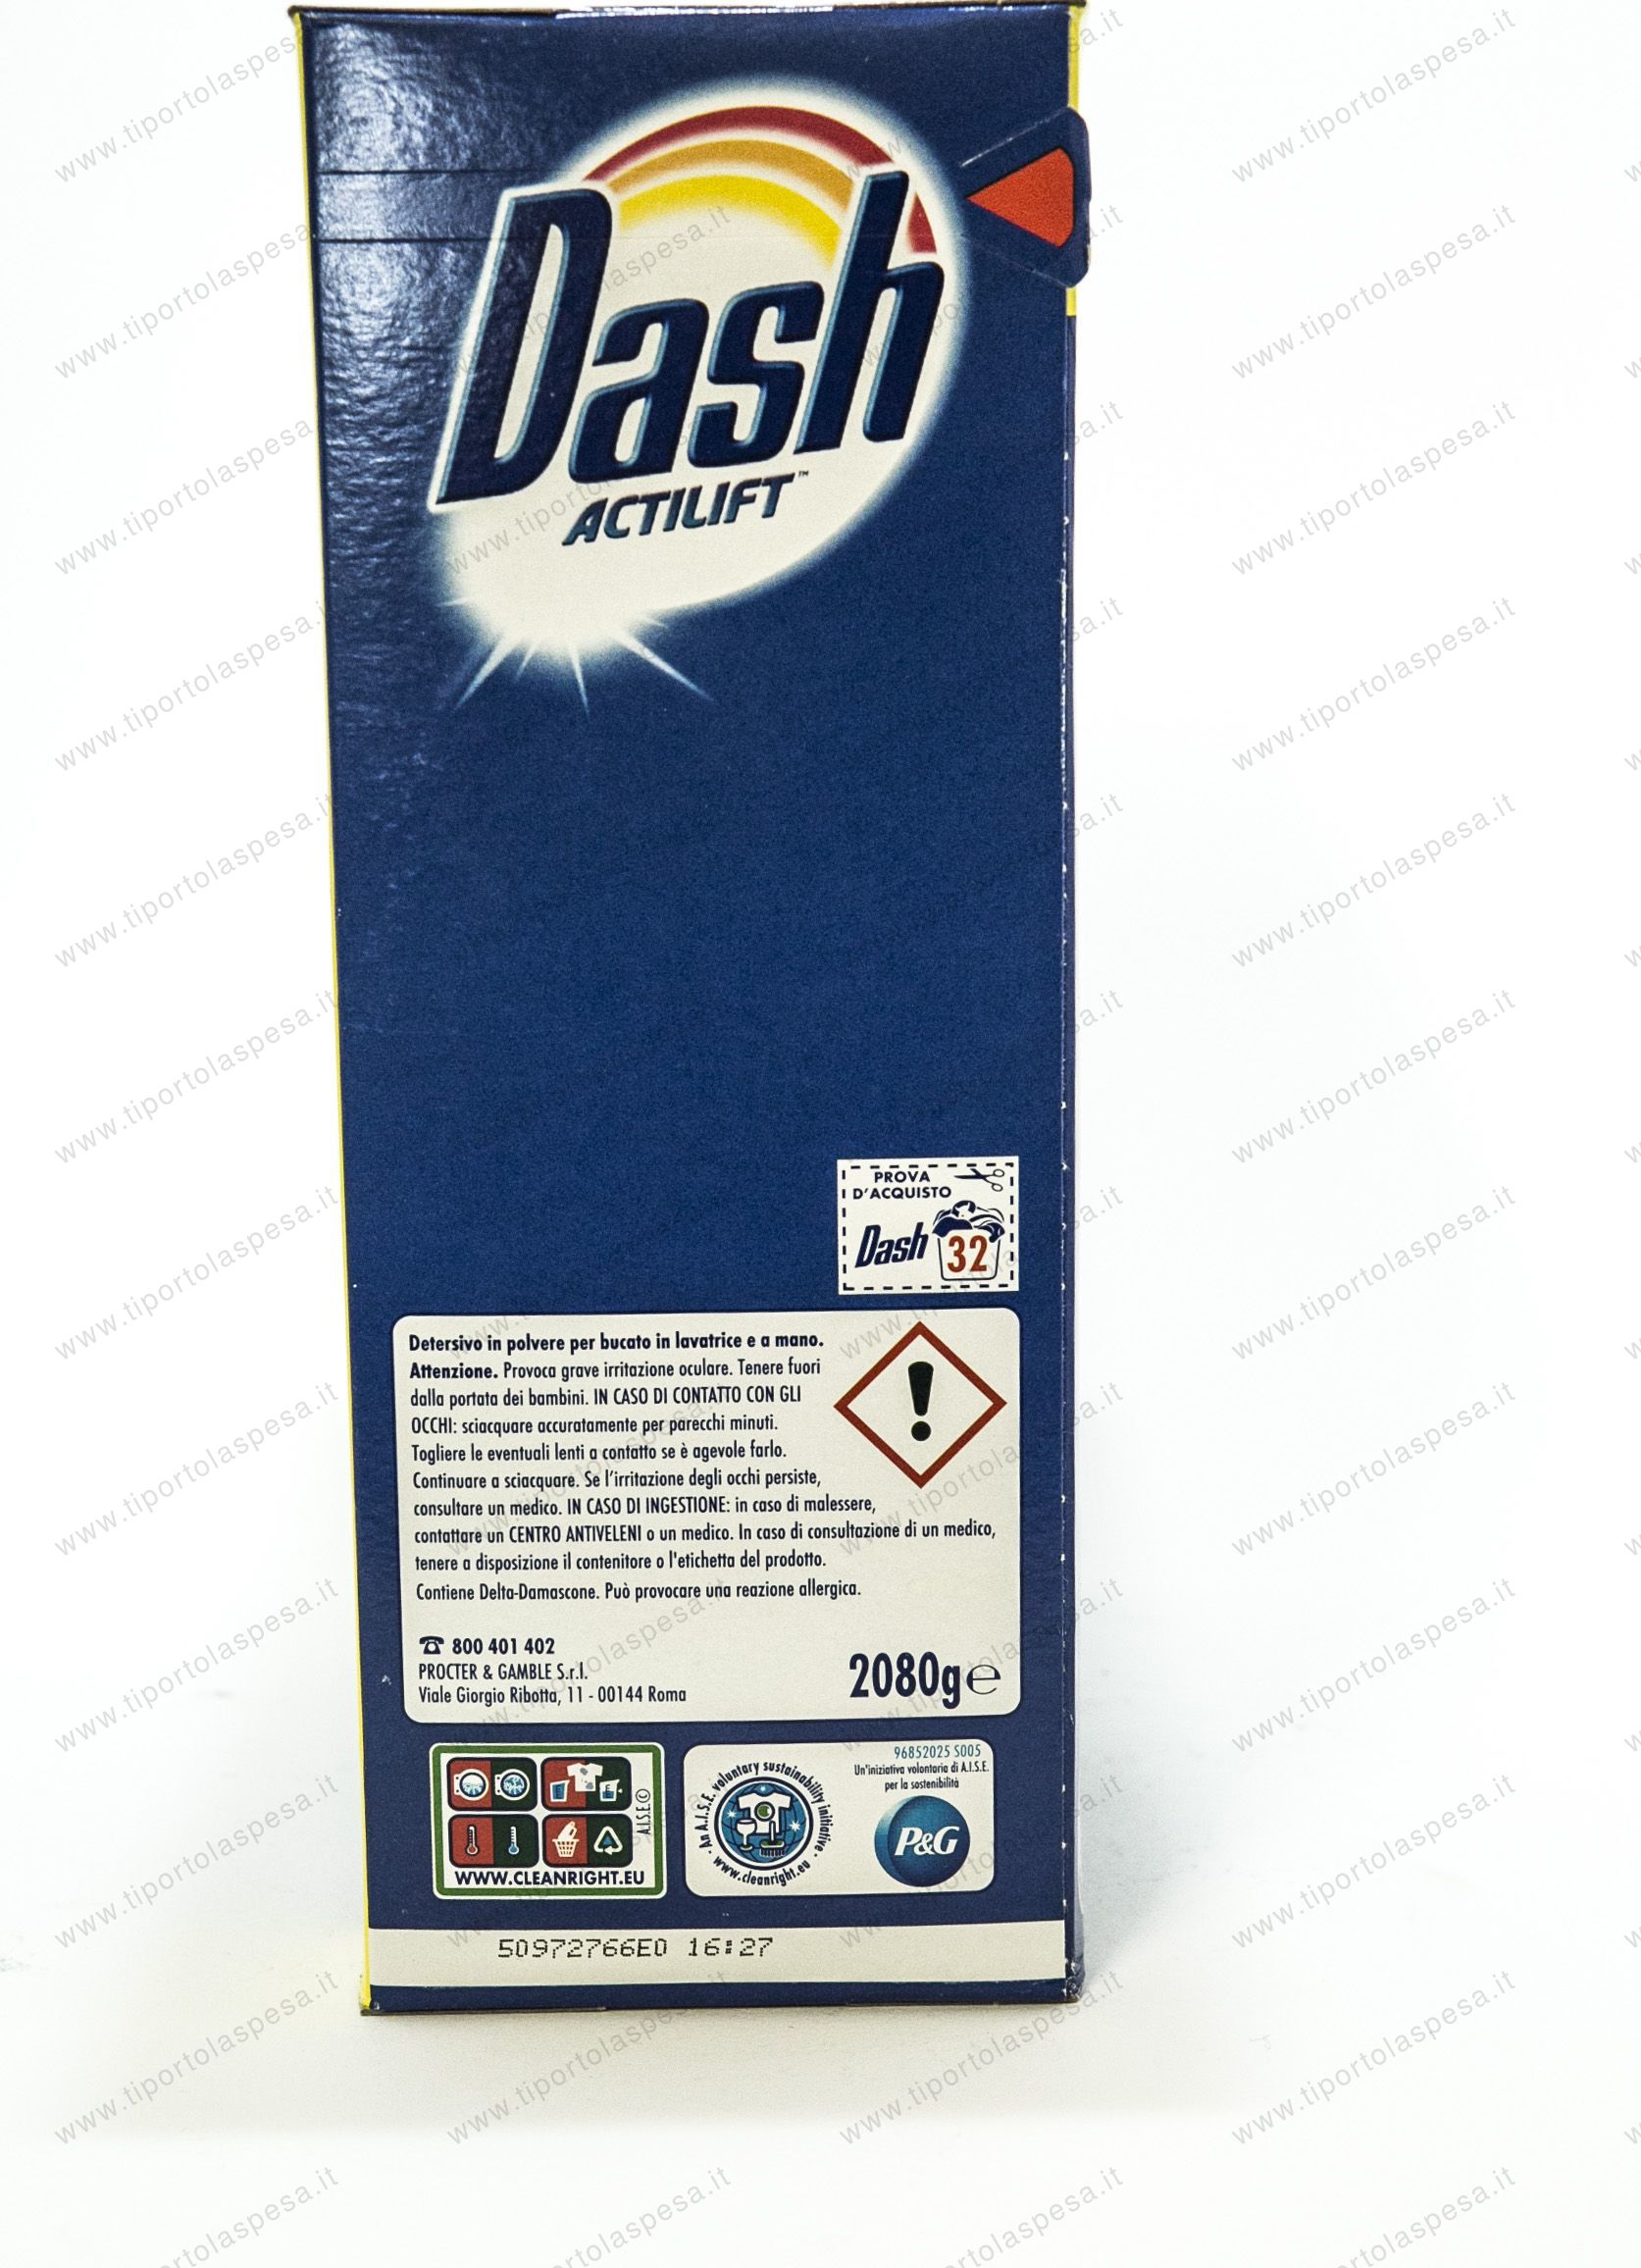 Dash
ACTILIFT™
PROVA
D'ACQUISTO
Dash 32
Detersivo in polvere per bucato in lavatrice e a mano.
Attenzione. Provoca grave irritazione oculare. Tenere fuori
dalla portata dei bambini. IN CASO DI CONTATTO CON GLI
OCCHI: sciacquare accuratamente per parecchi minuti.
Togliere le eventuali lenti a contatto se è agevole farlo.
Continuare a sciacquare. Se l'irritazione degli occhi persiste,
consultare un medico. IN CASO DI INGESTIONE: in caso di malessere,
contattare un CENTRO ANTIVELENI o un medico. In caso di consultazione di un medico,
tenere a disposizione il contenitore o l'etichetta del prodotto.
Contiene Delta-Damascone. Può provocare una reazione allergica.
☎ 800 401 402
PROCTER & GAMBLE S.r.l.
Viale Giorgio Ribotta, 11 - 00144 Roma
2080g℮
A.I.S.E.©
WWW.CLEANRIGHT.EU
An A.I.S.E. voluntary sustainability initiative
www.cleanright.eu
96852025 S005
Un'iniziativa volontaria di A.I.S.E.
per la sostenibilità
P&G
50972766E0 16:27
www.tiportolaspesa.it